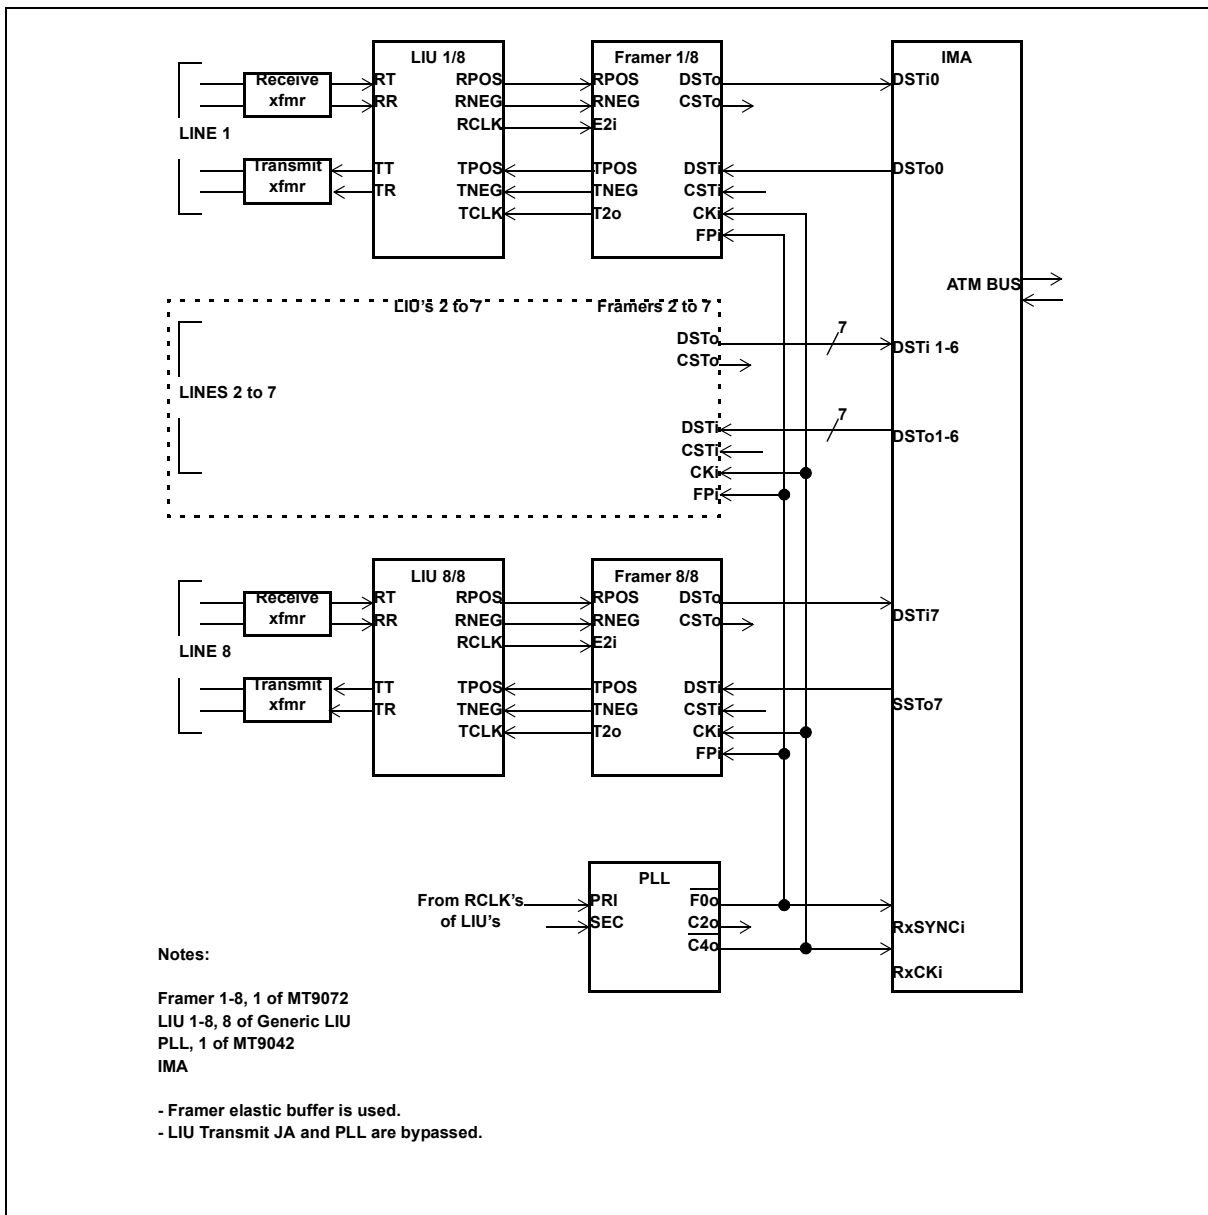 LIU 1/8
Framer 1/8
IMA
Receive
xfmr
RT
RR
RPOS
RNEG
RCLK
RPOS
RNEG
E2i
DSTo
CSTo
DSTi0
LINE 1
Transmit
xfmr
TT
TR
TPOS
TNEG
TCLK
TPOS
TNEG
T2o
DSTi
CSTi
CKi
FPi
DSTo0
ATM BUS
LIU's 2 to 7
Framers 2 to 7
DSTo
CSTo
7
DSTi 1-6
LINES 2 to 7
DSTi
CSTi
CKi
FPi
7
DSTo1-6
LIU 8/8
Framer 8/8
Receive
xfmr
RT
RR
RPOS
RNEG
RCLK
RPOS
RNEG
E2i
DSTo
CSTo
DSTi7
LINE 8
Transmit
xfmr
TT
TR
TPOS
TNEG
TCLK
TPOS
TNEG
T2o
DSTi
CSTi
CKi
FPi
SSTo7
PLL
From RCLK's
of LIU's
PRI
SEC
F0o
C2o
C4o
RxSYNCi
RxCKi
Notes:
Framer 1-8, 1 of MT9072
LIU 1-8, 8 of Generic LIU
PLL, 1 of MT9042
IMA
- Framer elastic buffer is used.
- LIU Transmit JA and PLL are bypassed.